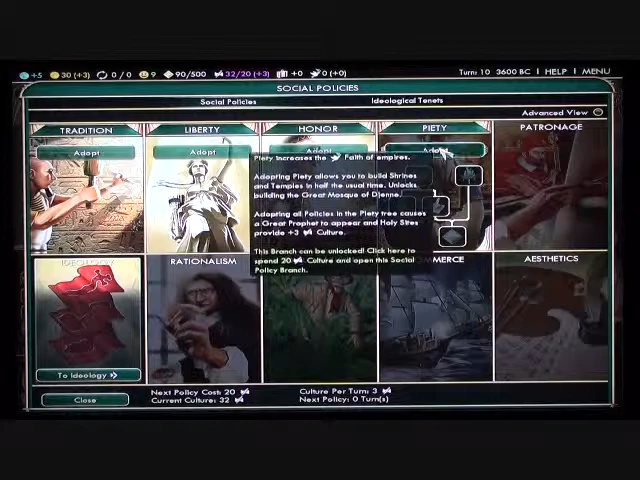 +5 30 (+3) 0 / 0 9 90/500 32/20 (+3) +0 0 (+0)
Turn: 10 3600 BC | HELP | MENU
SOCIAL POLICIES
Social Policies
Ideological Tenets
Advanced View
TRADITION
LIBERTY
HONOR
PIETY
PATRONAGE
Adopt
Adopt
Adopt
Piety increases the Faith of empires.
Adopting Piety allows you to build Shrines
and Temples in half the usual time. Unlocks
building the Great Mosque of Djenne.
Adopting all Policies in the Piety tree causes
a Great Prophet to appear and Holy Sites
provide +3 Culture.
This Branch can be unlocked! Click here to
spend 20 Culture and open this Social
Policy Branch.
IDEOLOGY
RATIONALISM
MERCE
AESTHETICS
To Ideology
Close
Next Policy Cost: 20
Current Culture: 32
Culture Per Turn: 3
Next Policy: 0 Turn(s)